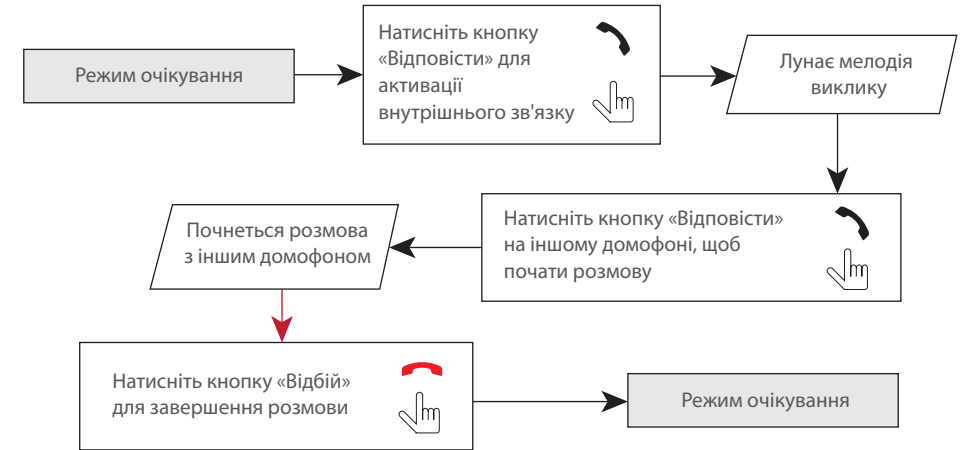 Режим очікування
Натисніть кнопку
«Відповісти» для
активації
внутрішнього зв'язку
Лунає мелодія
виклику
Натисніть кнопку «Відповісти»
на іншому домофоні, щоб
почати розмову
Почнеться розмова
з іншим домофоном
Натисніть кнопку «Відбій»
для завершення розмови
Режим очікування